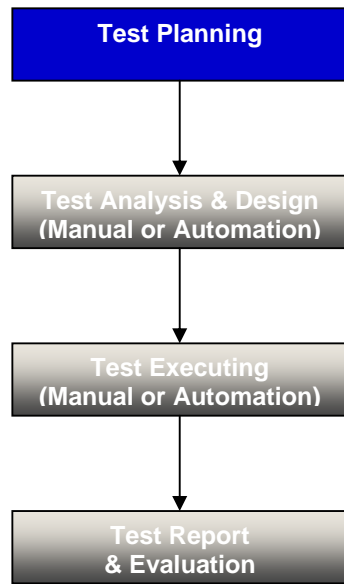 Test Planning
Test Analysis & Design
(Manual or Automation)
Test Executing
(Manual or Automation)
Test Report
& Evaluation